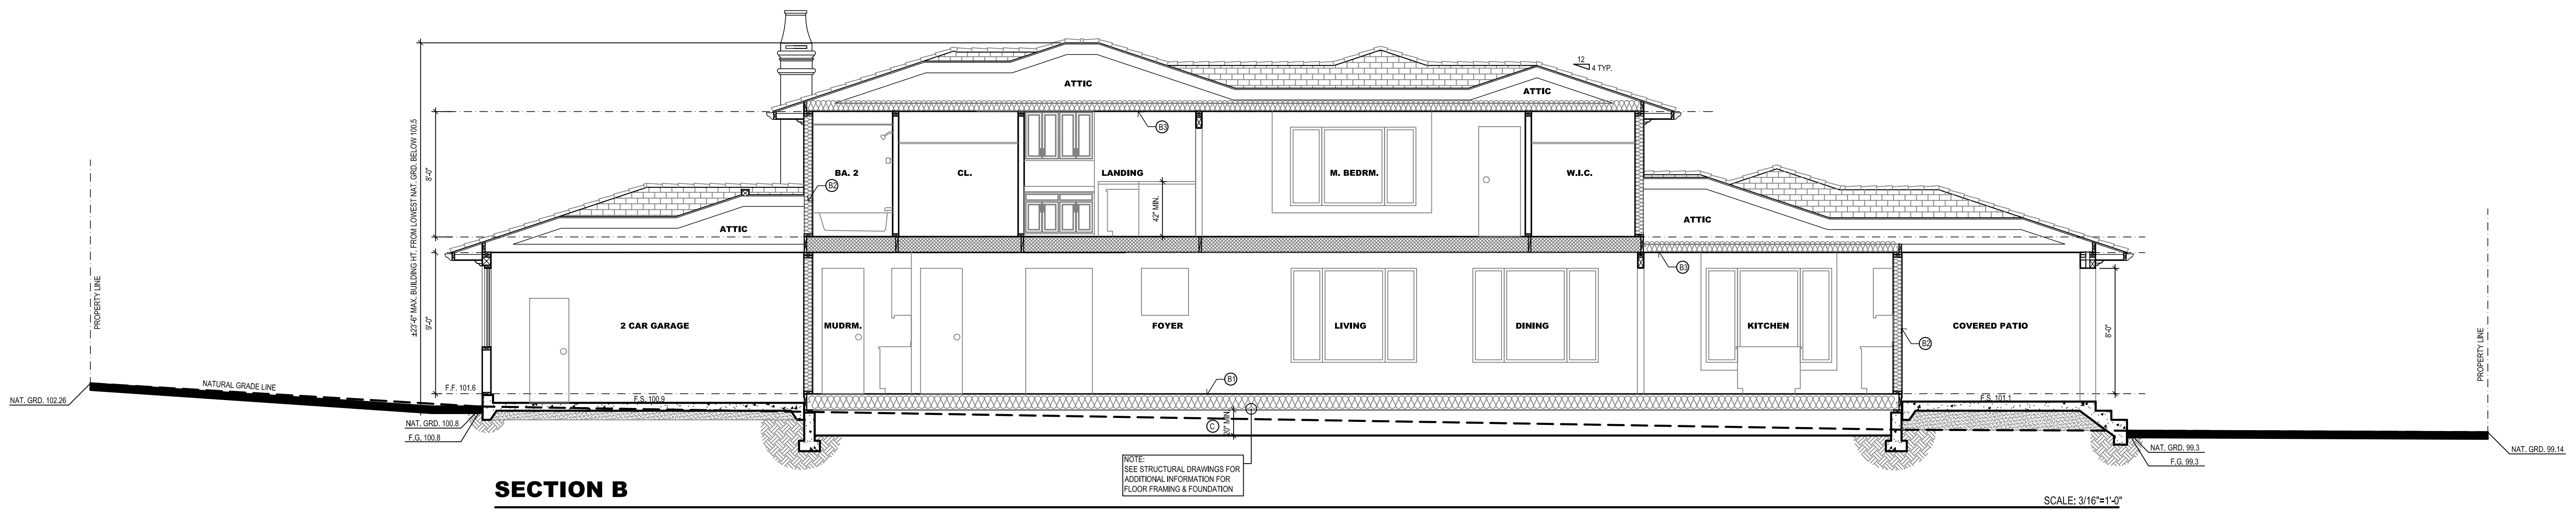 12
4 TYP.
ATTIC
ATTIC
±23'-6" MAX. BUILDING HT. FROM LOWEST NAT. GRD. BELOW 100.5
8'-0"
B3
BA. 2
CL.
LANDING
M. BEDRM.
W.I.C.
B2
42" MIN.
ATTIC
ATTIC
B3
9'-0"
PROPERTY LINE
2 CAR GARAGE
MUDRM.
FOYER
LIVING
DINING
KITCHEN
COVERED PATIO
8'-0"
PROPERTY LINE
B2
B1
NATURAL GRADE LINE
F.F. 101.6
F.S. 100.9
F.S. 101.1
NAT. GRD. 102.26
NAT. GRD. 100.8
F.G. 100.8
C
20" MIN.
NAT. GRD. 99.3
F.G. 99.3
NAT. GRD. 99.14
NOTE:
SEE STRUCTURAL DRAWINGS FOR
ADDITIONAL INFORMATION FOR
FLOOR FRAMING & FOUNDATION
SECTION B
SCALE: 3/16"=1'-0"